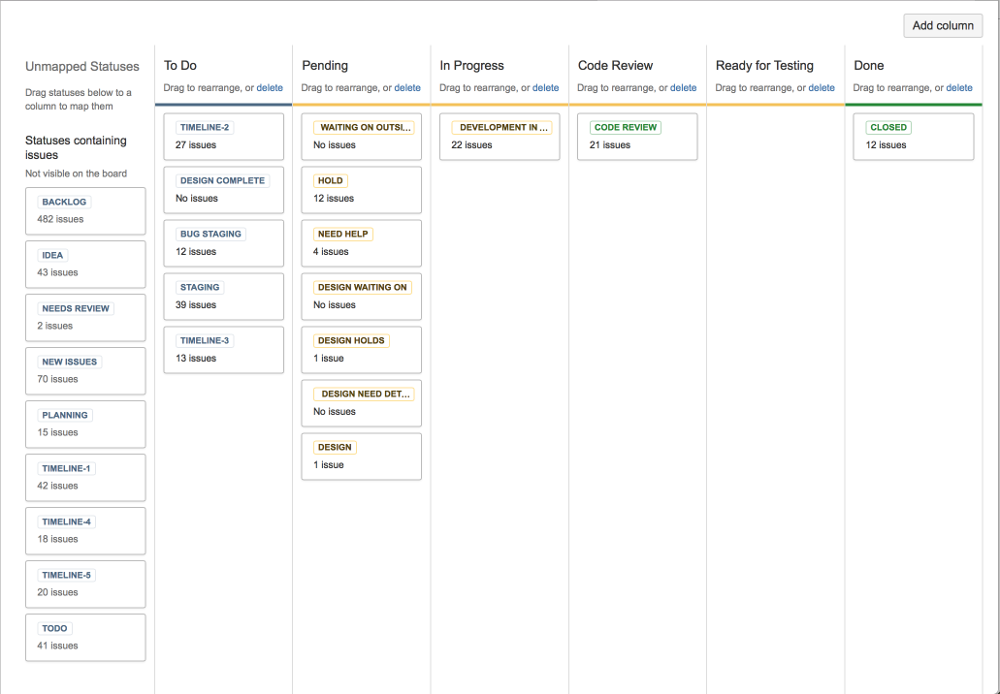 Add column
Unmapped Statuses
Drag statuses below to a
column to map them
Statuses containing
issues
Not visible on the board
BACKLOG
482 issues
IDEA
43 issues
NEEDS REVIEW
2 issues
NEW ISSUES
70 issues
PLANNING
15 issues
TIMELINE-1
42 issues
TIMELINE-4
18 issues
TIMELINE-5
20 issues
TODO
41 issues
To Do
Drag to rearrange, or delete
TIMELINE-2
27 issues
DESIGN COMPLETE
No issues
BUG STAGING
12 issues
STAGING
39 issues
TIMELINE-3
13 issues
Pending
Drag to rearrange, or delete
WAITING ON OUTSI...
No issues
HOLD
12 issues
NEED HELP
4 issues
DESIGN WAITING ON
No issues
DESIGN HOLDS
1 issue
DESIGN NEED DET...
No issues
DESIGN
1 issue
In Progress
Drag to rearrange, or delete
DEVELOPMENT IN ...
22 issues
Code Review
Drag to rearrange, or delete
CODE REVIEW
21 issues
Ready for Testing
Drag to rearrange, or delete
Done
Drag to rearrange, or delete
CLOSED
12 issues